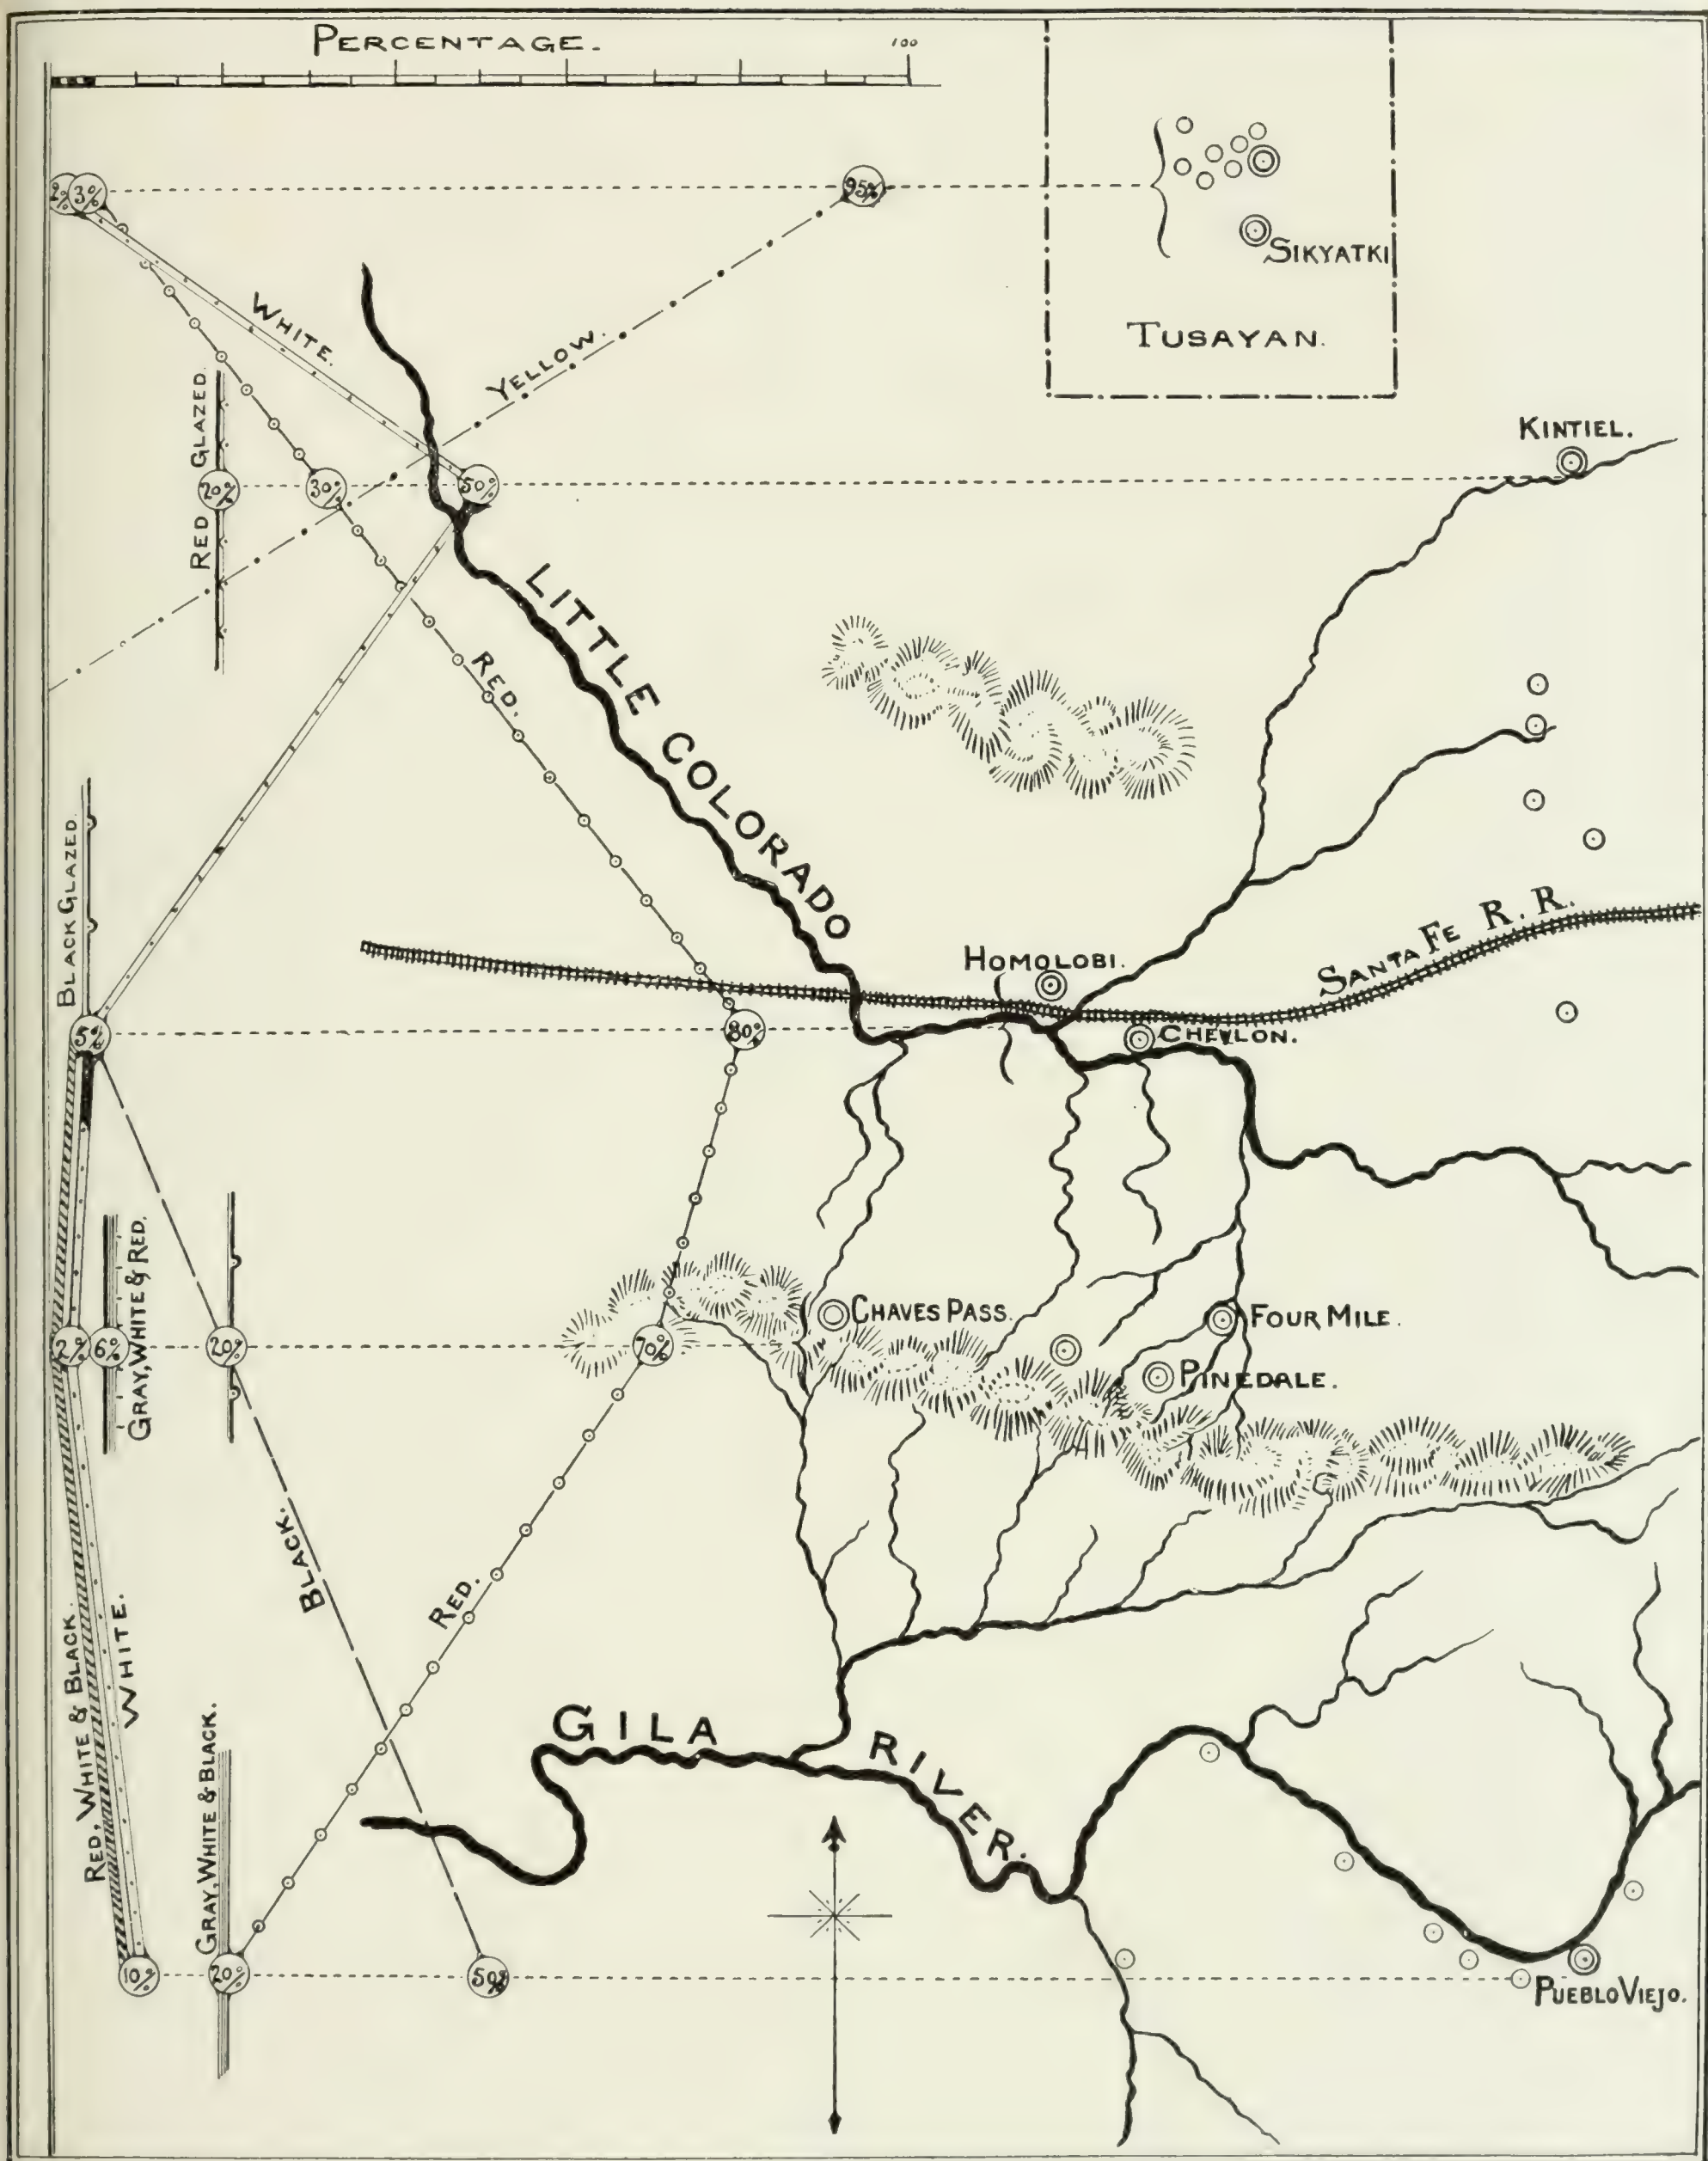 PERCENTAGE.
100
2%
3%
95%
SIKYATKI
TUSAYAN.
WHITE.
YELLOW.
KINTIEL.
RED GLAZED.
20%
30%
50%
LITTLE COLORADO
RED.
BLACK GLAZED.
SANTA FE R. R.
HOMOLOBI.
5%
80%
CHEVLON.
GRAY, WHITE & RED.
CHAVES PASS.
FOUR MILE.
2%
6%
20%
70%
PINEDALE.
BLACK.
RED.
RED, WHITE & BLACK.
WHITE.
GRAY, WHITE & BLACK.
GILA RIVER.
10%
20%
50%
PUEBLO VIEJO.